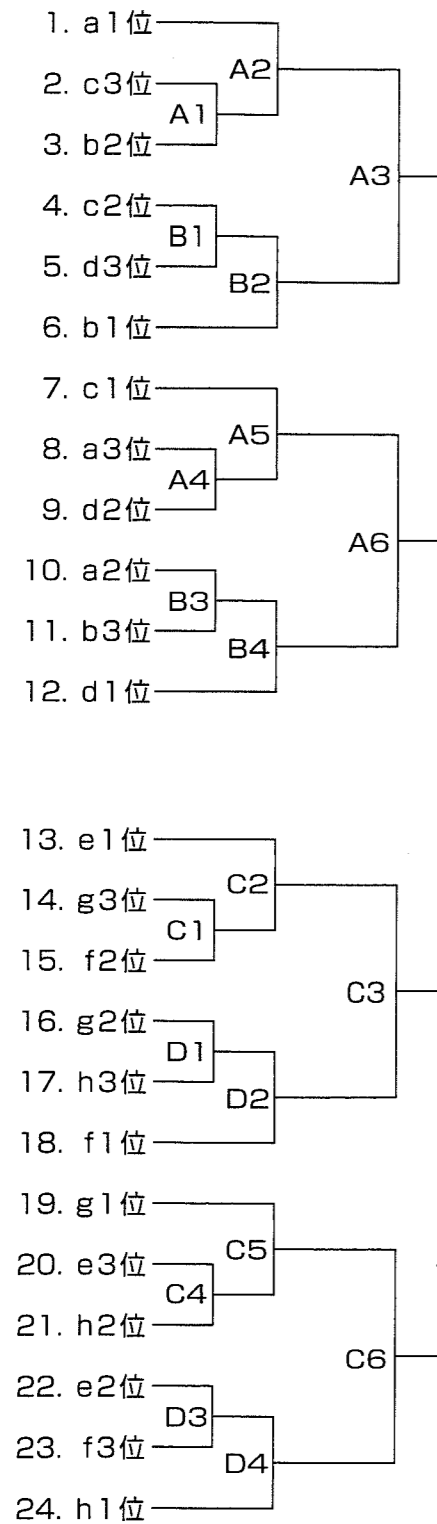 1. a1位
A2
2. c3位
A1
3. b2位
A3
4. c2位
B1
5. d3位
B2
6. b1位
7. c1位
A5
8. a3位
A4
9. d2位
A6
10. a2位
B3
11. b3位
B4
12. d1位
13. e1位
C2
14. g3位
C1
15. f2位
C3
16. g2位
D1
17. h3位
D2
18. f1位
19. g1位
C5
20. e3位
C4
21. h2位
C6
22. e2位
D3
23. f3位
D4
24. h1位